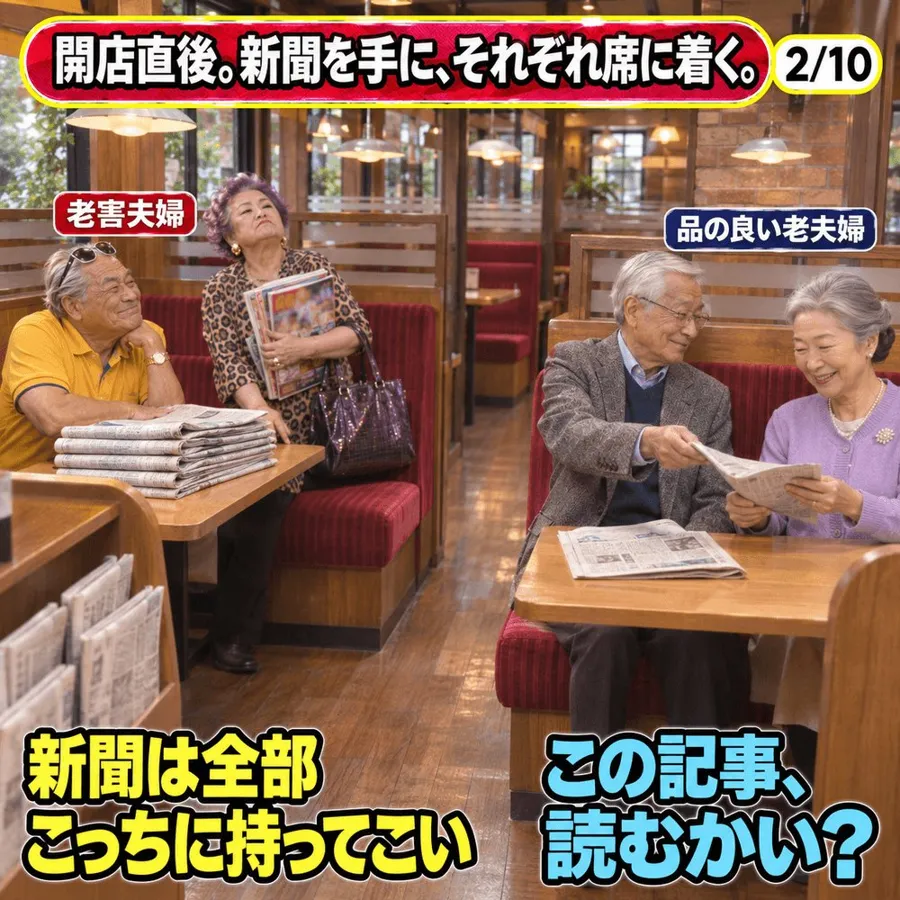 開店直後。新聞を手に、それぞれ席に着く。
2/10
老害夫婦
品の良い老夫婦
新聞は全部
こっちに持ってこい
この記事、
読むかい?